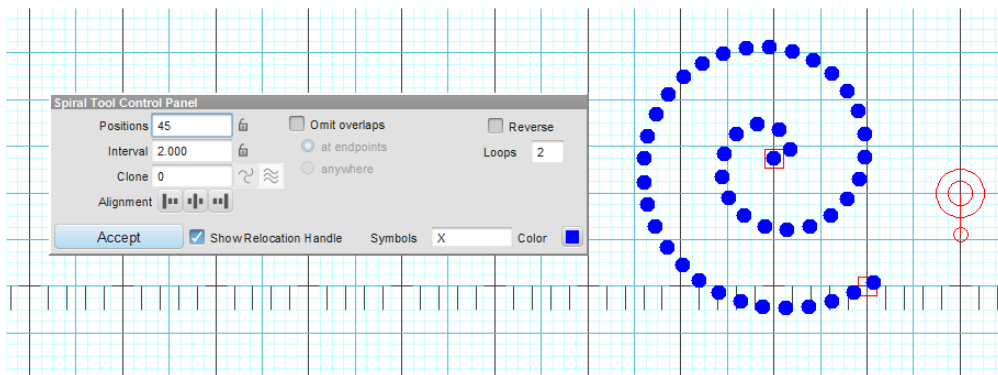 Spiral Tool Control Panel
Positions 45 Omit overlaps Reverse
Interval 2.000 at endpoints Loops 2
Clone 0 anywhere
Alignment
Accept Show Relocation Handle Symbols X Color